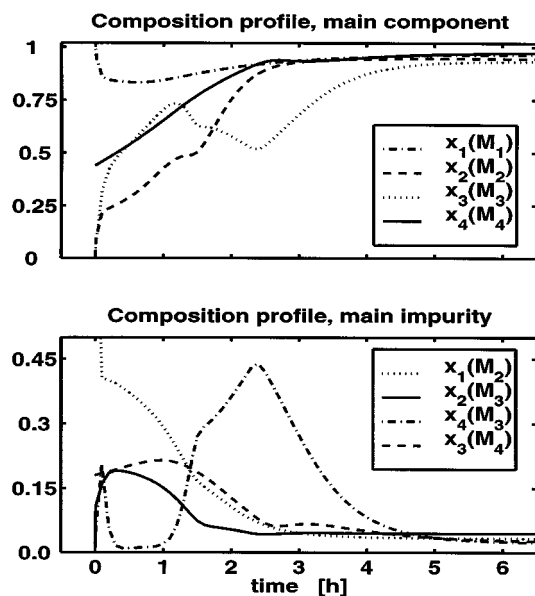 Composition profile, main component
1
0.75
0.5
0.25
0
x₁(M₁)
x₂(M₂)
x₃(M₃)
x₄(M₄)
Composition profile, main impurity
0.45
0.3
0.15
0.0
x₁(M₂)
x₂(M₃)
x₄(M₃)
x₃(M₄)
0 1 2 3 4 5 6
time [h]